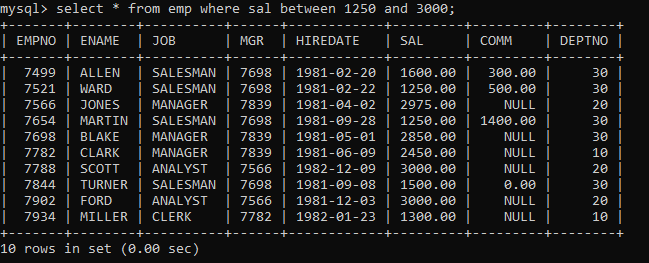 mysql> select * from emp where sal between 1250 and 3000;
+-------+--------+----------+------+------------+---------+---------+--------+
| EMPNO | ENAME  | JOB      | MGR  | HIREDATE   | SAL     | COMM    | DEPTNO |
+-------+--------+----------+------+------------+---------+---------+--------+
|  7499 | ALLEN  | SALESMAN | 7698 | 1981-02-20 | 1600.00 |  300.00 |     30 |
|  7521 | WARD   | SALESMAN | 7698 | 1981-02-22 | 1250.00 |  500.00 |     30 |
|  7566 | JONES  | MANAGER  | 7839 | 1981-04-02 | 2975.00 |    NULL |     20 |
|  7654 | MARTIN | SALESMAN | 7698 | 1981-09-28 | 1250.00 | 1400.00 |     30 |
|  7698 | BLAKE  | MANAGER  | 7839 | 1981-05-01 | 2850.00 |    NULL |     30 |
|  7782 | CLARK  | MANAGER  | 7839 | 1981-06-09 | 2450.00 |    NULL |     10 |
|  7788 | SCOTT  | ANALYST  | 7566 | 1982-12-09 | 3000.00 |    NULL |     20 |
|  7844 | TURNER | SALESMAN | 7698 | 1981-09-08 | 1500.00 |    0.00 |     30 |
|  7902 | FORD   | ANALYST  | 7566 | 1981-12-03 | 3000.00 |    NULL |     20 |
|  7934 | MILLER | CLERK    | 7782 | 1982-01-23 | 1300.00 |    NULL |     10 |
+-------+--------+----------+------+------------+---------+---------+--------+
10 rows in set (0.00 sec)